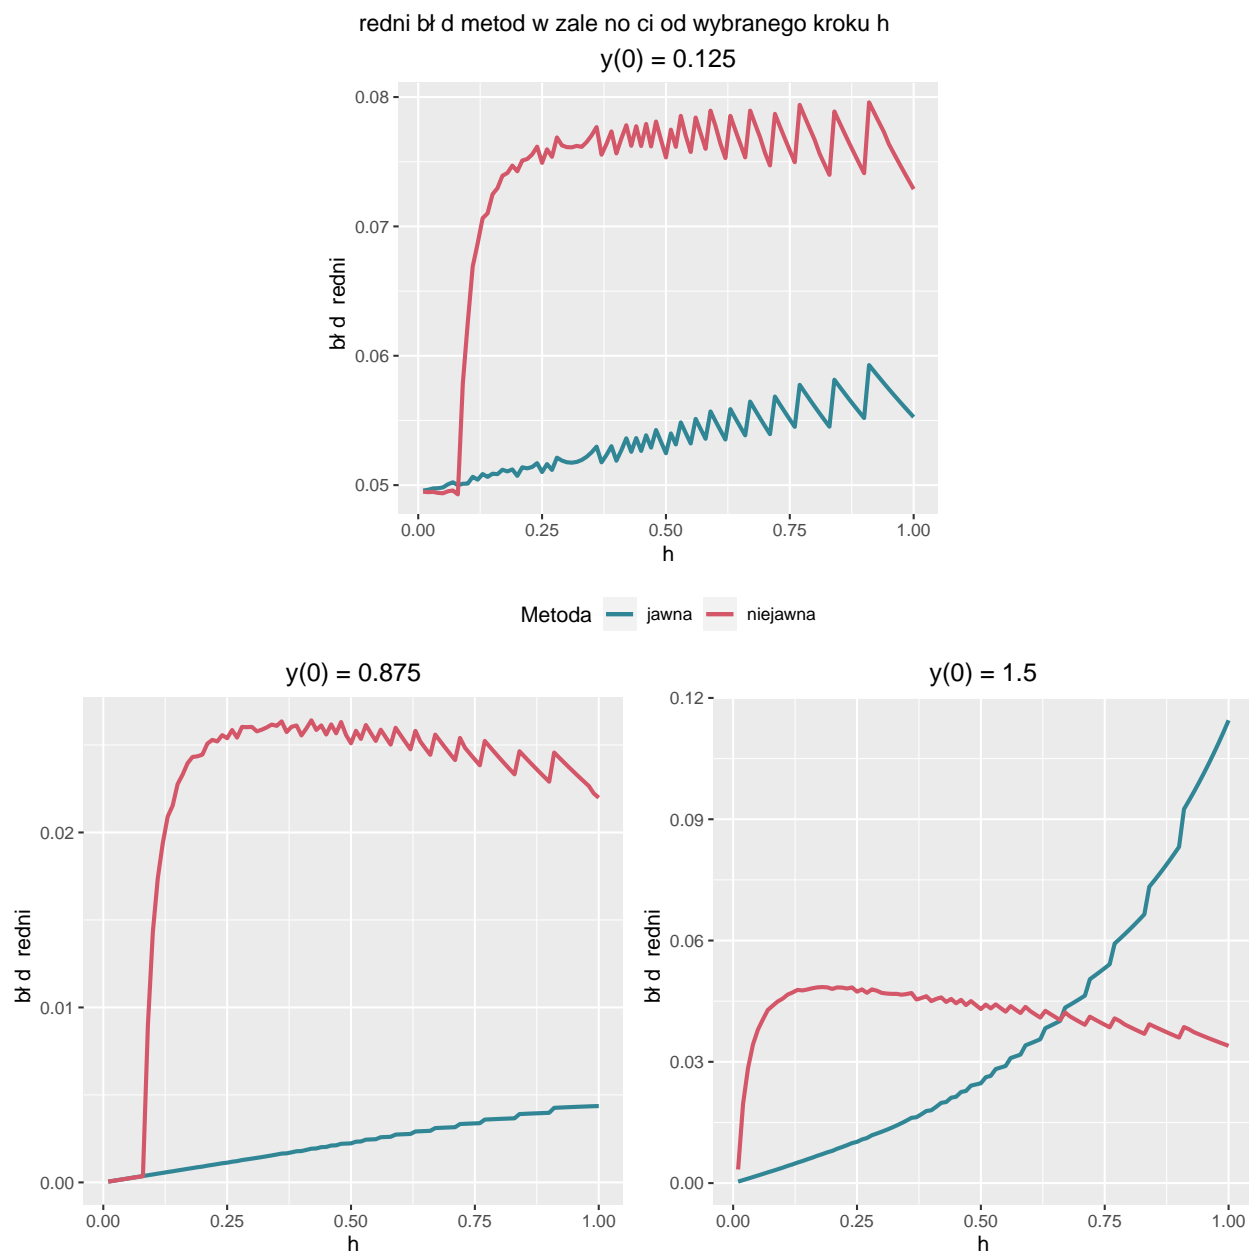 redni bł d metod w zale no ci od wybranego kroku h
y(0) = 0.125
bł d redni
0.08
0.07
0.06
0.05
0.00 0.25 0.50 0.75 1.00
h
Metoda jawna niejawna
y(0) = 0.875
bł d redni
0.02
0.01
0.00
0.00 0.25 0.50 0.75 1.00
h
y(0) = 1.5
bł d redni
0.12
0.09
0.06
0.03
0.00
0.00 0.25 0.50 0.75 1.00
h